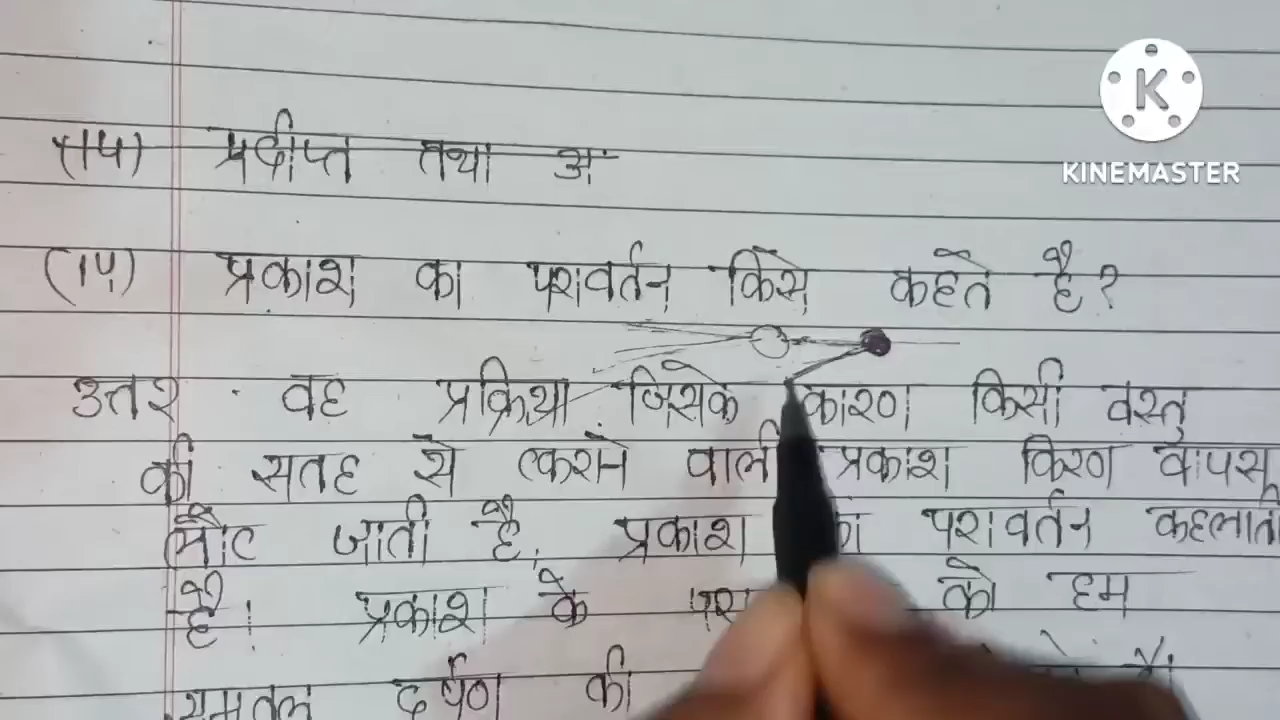 (14) प्रदीप्त तथा अ
KINEMASTER
(15) प्रकाश का परावर्तन किसे कहते है?
उत्तर वह प्रक्रिया जिसके कारण किसी वस्तु
की सतह से टकराने वाली प्रकाश किरण वापस
लौट जाती है, प्रकाश का परावर्तन कहलाता
है। प्रकाश के को हम
समतल दर्पण की